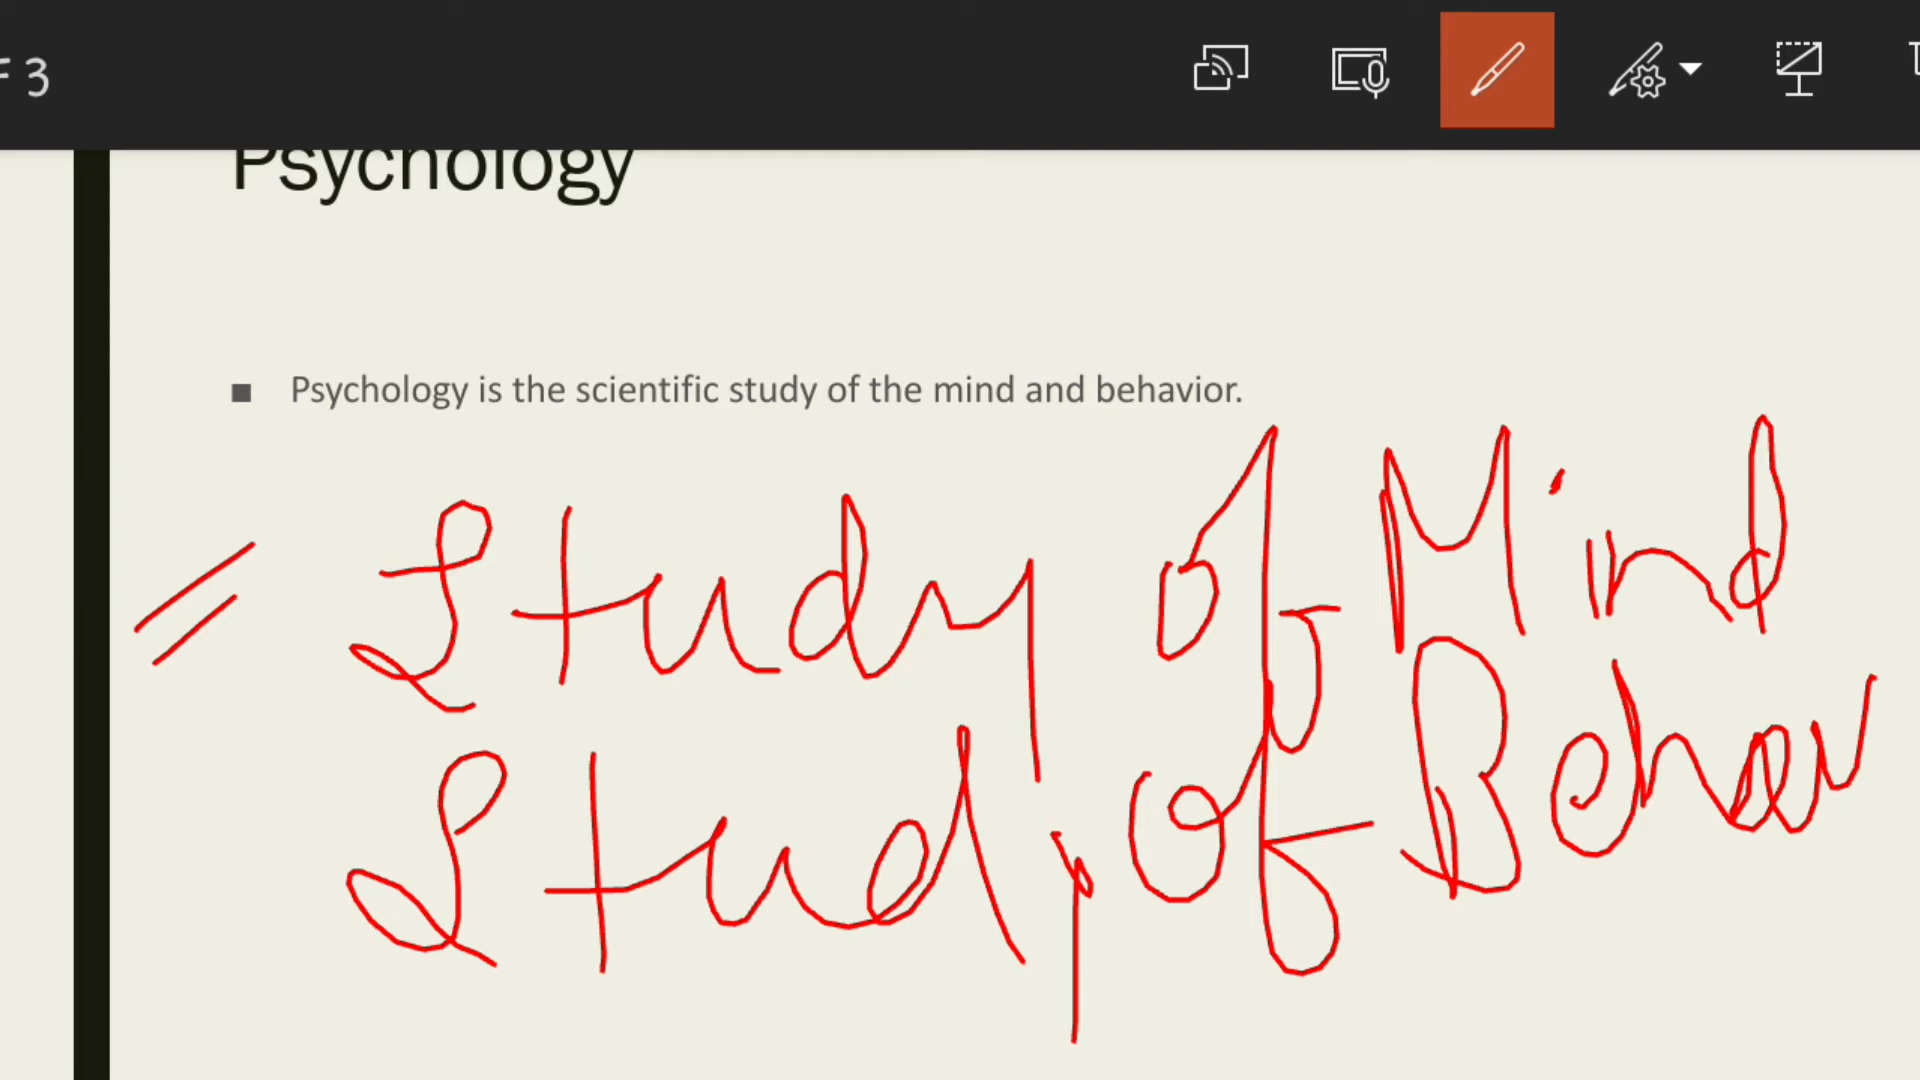 F 3
Psychology
■ Psychology is the scientific study of the mind and behavior.
= Study of Mind
Study of Behav